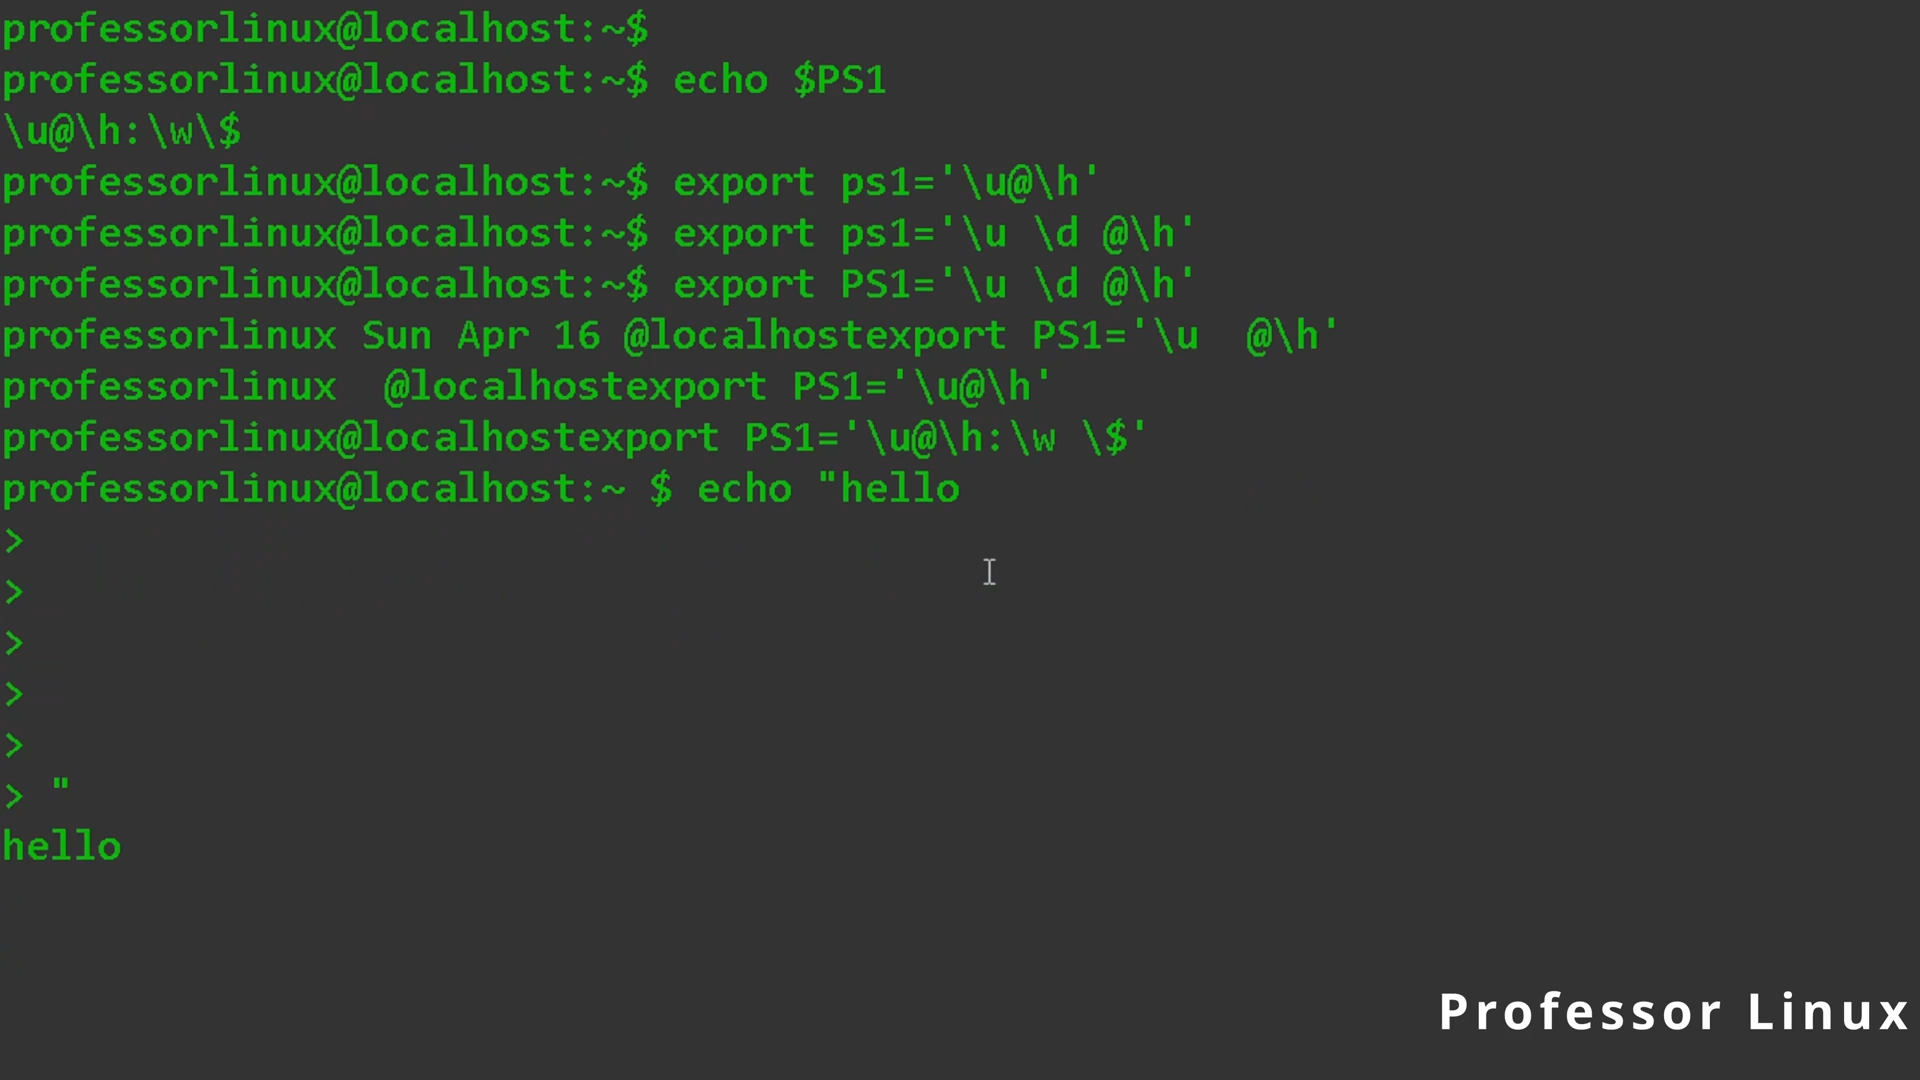 professorlinux@localhost:~$
professorlinux@localhost:~$ echo $PS1
\u@\h:\w\$
professorlinux@localhost:~$ export ps1='\u@\h'
professorlinux@localhost:~$ export ps1='\u \d @\h'
professorlinux@localhost:~$ export PS1='\u \d @\h'
professorlinux Sun Apr 16 @localhostexport PS1='\u  @\h'
professorlinux  @localhostexport PS1='\u@\h'
professorlinux@localhostexport PS1='\u@\h:\w \$'
professorlinux@localhost:~ $ echo "hello
>
>
>
>
>
> "
hello
Professor Linux